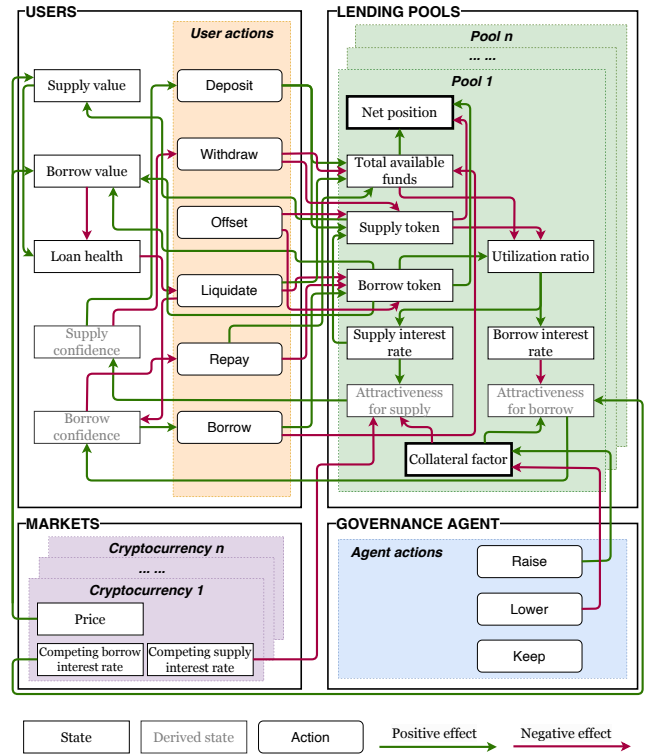 USERS
User actions
Supply value
Borrow value
Loan health
Supply
confidence
Borrow
confidence
Deposit
Withdraw
Offset
Liquidate
Repay
Borrow
LENDING POOLS
Pool n
... ...
Pool 1
Net position
Total available
funds
Supply token
Utilization ratio
Borrow token
Supply interest
rate
Borrow interest
rate
Attractiveness
for supply
Attractiveness
for borrow
Collateral factor
MARKETS
Cryptocurrency n
... ...
Cryptocurrency 1
Price
Competing borrow
interest rate
Competing supply
interest rate
GOVERNANCE AGENT
Agent actions
Raise
Lower
Keep
State
Derived state
Action
Positive effect
Negative effect